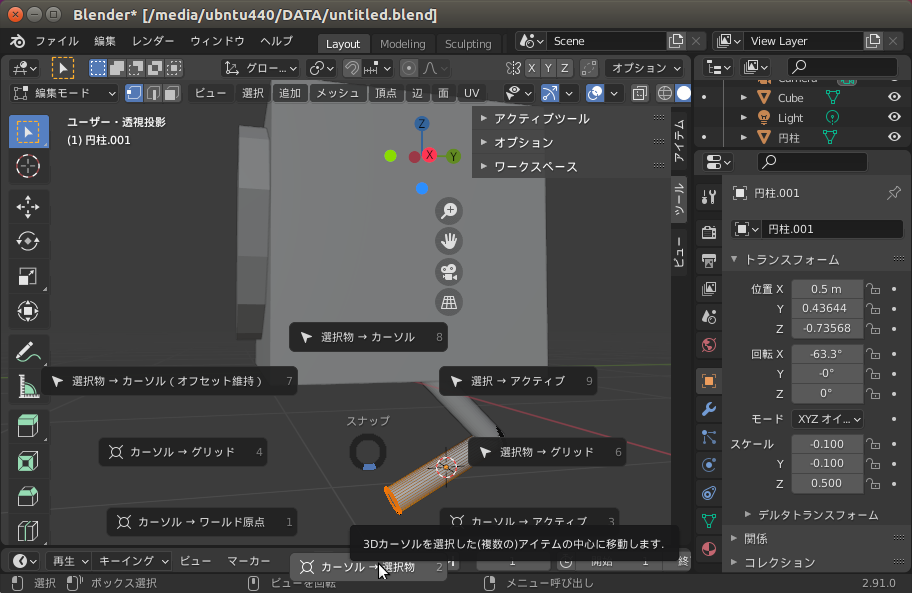 Blender* [/media/ubntu440/DATA/untitled.blend]
ファイル 編集 レンダー ウィンドウ ヘルプ Layout Modeling Sculpting Scene View Layer
グロー... X Y Z オプション
編集モード ビュー 選択 追加 メッシュ 頂点 辺 面 UV
ユーザー・透視投影
(1) 円柱.001
Z
X
Y
アクティブツール
オプション
ワークスペース
アイテム
ツール
ビュー
選択物 → カーソル 8
選択物 → カーソル ( オフセット維持 ) 7
選択 → アクティブ 9
スナップ
カーソル → グリッド 4
選択物 → グリッド 6
カーソル → ワールド原点 1
カーソル → アクティブ 3
3Dカーソルを選択した(複数の)アイテムの中心に移動します.
カーソル → 選択物 2
再生 キーイング ビュー マーカー 1 開始 1 終
選択 ボックス選択 ビューを回転 メニュー呼び出し 2.91.0
Camera
Cube
Light
円柱
円柱.001
円柱.001
トランスフォーム
位置 X 0.5 m
Y 0.43644
Z -0.73568
回転 X -63.3°
Y -0°
Z 0°
モード XYZ オイ...
スケール -0.100
Y -0.100
Z 0.500
デルタトランスフォーム
関係
コレクション